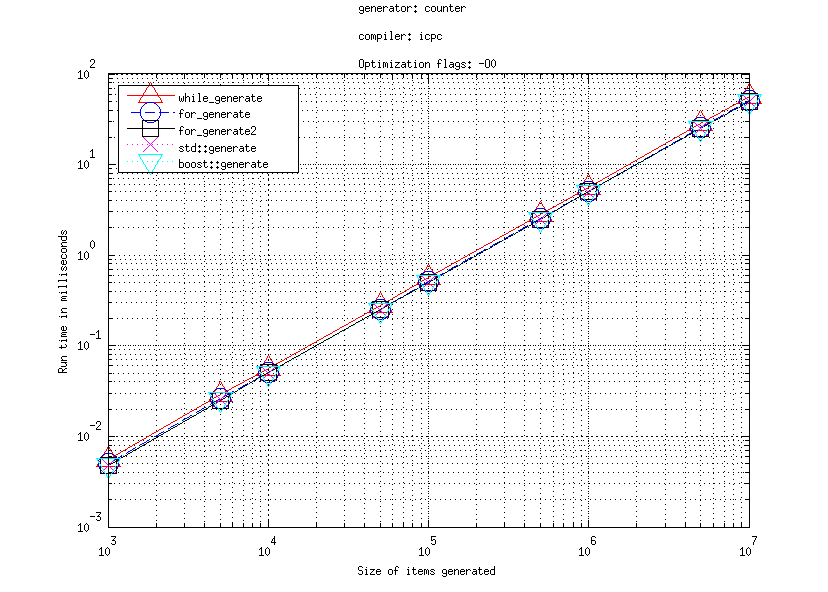 generator: counter
compiler: icpc
Optimization flags: -O0
while_generate
for_generate
for_generate2
std::generate
boost::generate
10^2
10^1
10^0
10^-1
10^-2
10^-3
Run time in milliseconds
10^3 10^4 10^5 10^6 10^7
Size of items generated